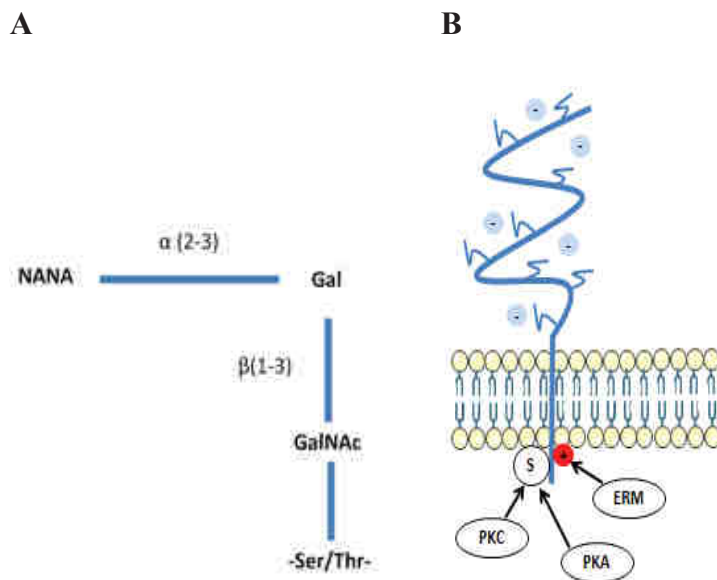 A
B
α (2-3)
NANA
Gal
β(1-3)
GalNAc
-Ser/Thr-
-
-
-
-
-
S
+
ERM
PKC
PKA